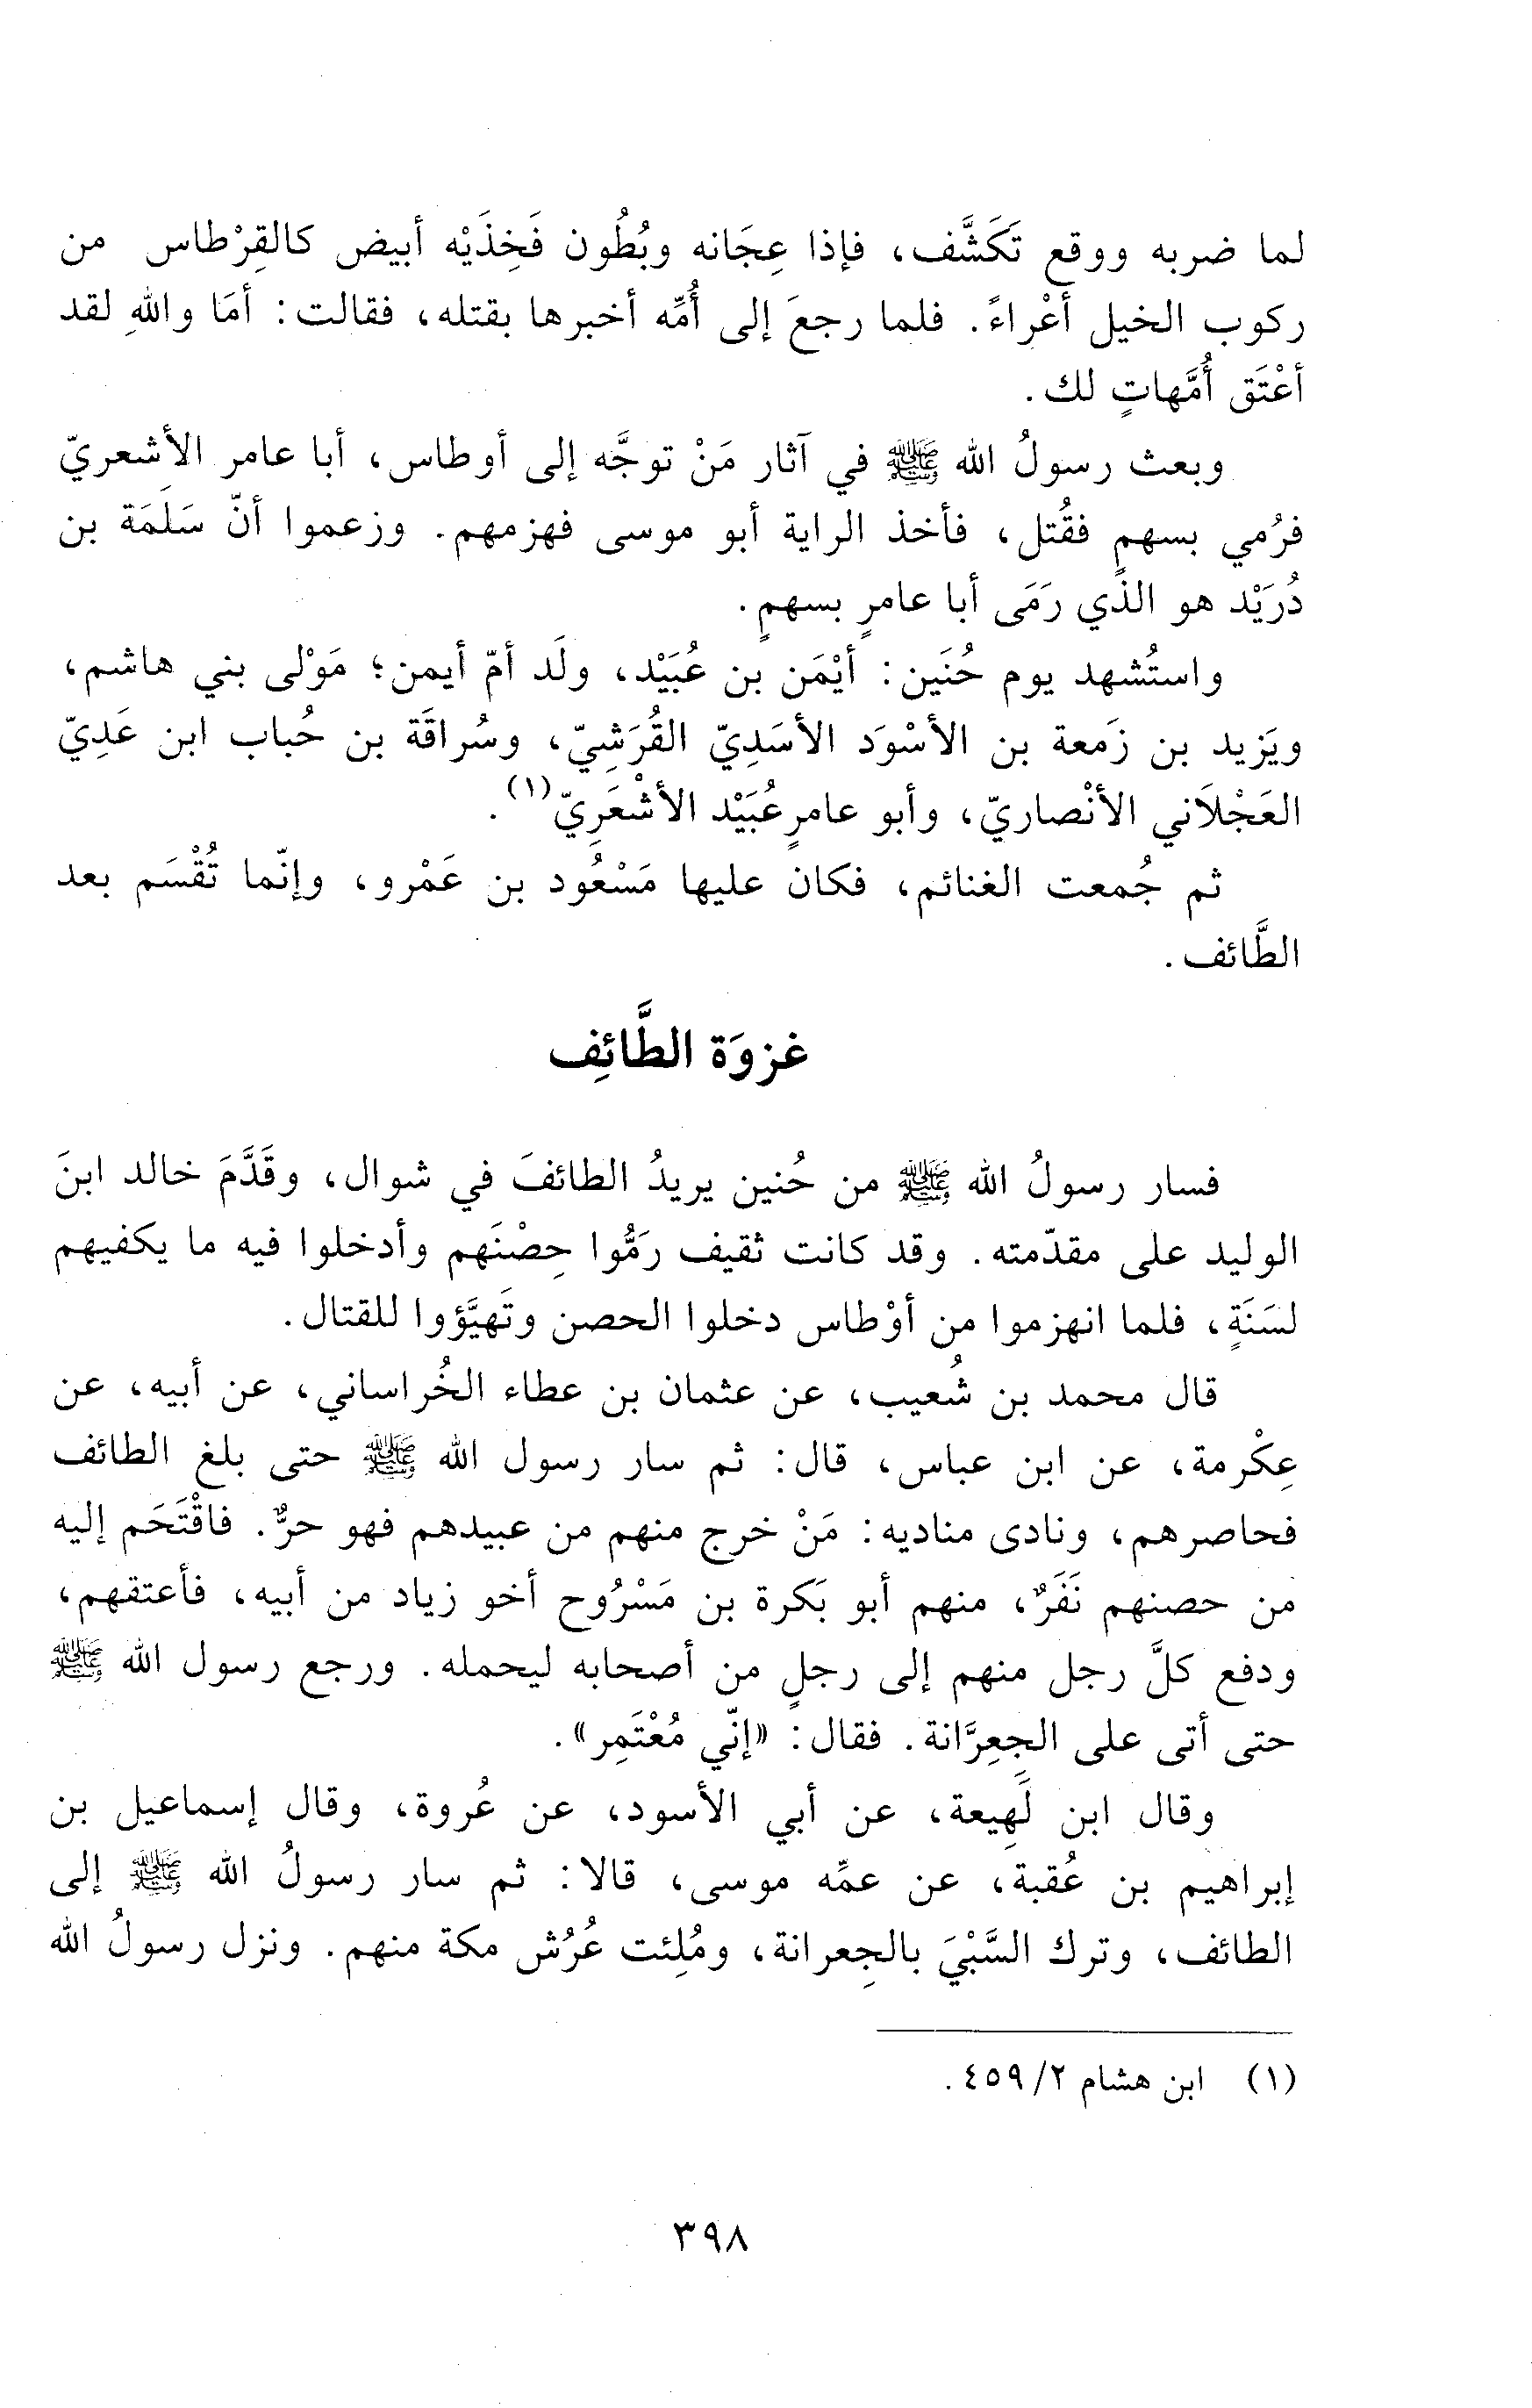 لما ضربه ووقع تَكَشَّف، فإذا عِجَانه وبُطُون فَخِذَيْه أبيض كالقِرْطاس من
ركوب الخيل أعْراءً. فلما رجعَ إلى أُمِّه أخبرها بقتله، فقالت: أمَا واللهِ لقد
أعْتَق أُمَّهاتٍ لك.
وبعث رسولُ الله ﷺ في آثار مَنْ توجَّه إلى أوطاس، أبا عامر الأشعريّ
فرُمي بسهمٍ فقُتل، فأخذ الراية أبو موسى فهزمهم. وزعموا أنّ سَلَمَة بن
دُرَيْد هو الذي رَمَى أبا عامرٍ بسهمٍ.
واستُشهد يوم حُنَين: أيْمَن بن عُبَيْد، ولَد أمّ أيمن؛ مَوْلى بني هاشم،
ويَزيد بن زَمعة بن الأسْوَد الأسَدِيّ القُرَشِيّ، وسُراقَة بن حُباب ابن عَدِيّ
العَجْلاَني الأنْصاريّ، وأبو عامرٍ عُبَيْد الأشْعَرِيّ(١).
ثم جُمعت الغنائم، فكان عليها مَسْعُود بن عَمْرو، وإنّما تُقْسَم بعد
الطَّائف.
غزوَة الطَّائِف
فسار رسولُ الله ﷺ من حُنين يريدُ الطائفَ في شوال، وقَدَّمَ خالد ابنَ
الوليد على مقدّمته. وقد كانت ثقيف رَمُّوا حِصْنَهم وأدخلوا فيه ما يكفيهم
لسَنَةٍ، فلما انهزموا من أوْطاس دخلوا الحصن وتَهيَّؤوا للقتال.
قال محمد بن شُعيب، عن عثمان بن عطاء الخُراساني، عن أبيه، عن
عِكْرمة، عن ابن عباس، قال: ثم سار رسول الله ﷺ حتى بلغ الطائف
فحاصرهم، ونادى مناديه: مَنْ خرج منهم من عبيدهم فهو حرٌّ. فاقْتَحَم إليه
من حصنهم نَفَرٌ، منهم أبو بَكرة بن مَسْرُوح أخو زياد من أبيه، فأعتقهم،
ودفع كلَّ رجل منهم إلى رجلٍ من أصحابه ليحمله. ورجع رسول الله ﷺ
حتى أتى على الجِعِرَّانة. فقال: «إنّي مُعْتَمِر».
وقال ابن لَهِيعة، عن أبي الأسود، عن عُروة، وقال إسماعيل بن
إبراهيم بن عُقبة، عن عمِّه موسى، قالا: ثم سار رسولُ الله ﷺ إلى
الطائف، وترك السَّبْيَ بالجِعرانة، ومُلِئت عُرُش مكة منهم. ونزل رسولُ الله
(١) ابن هشام ٢/ ٤٥٩.
٣٩٨